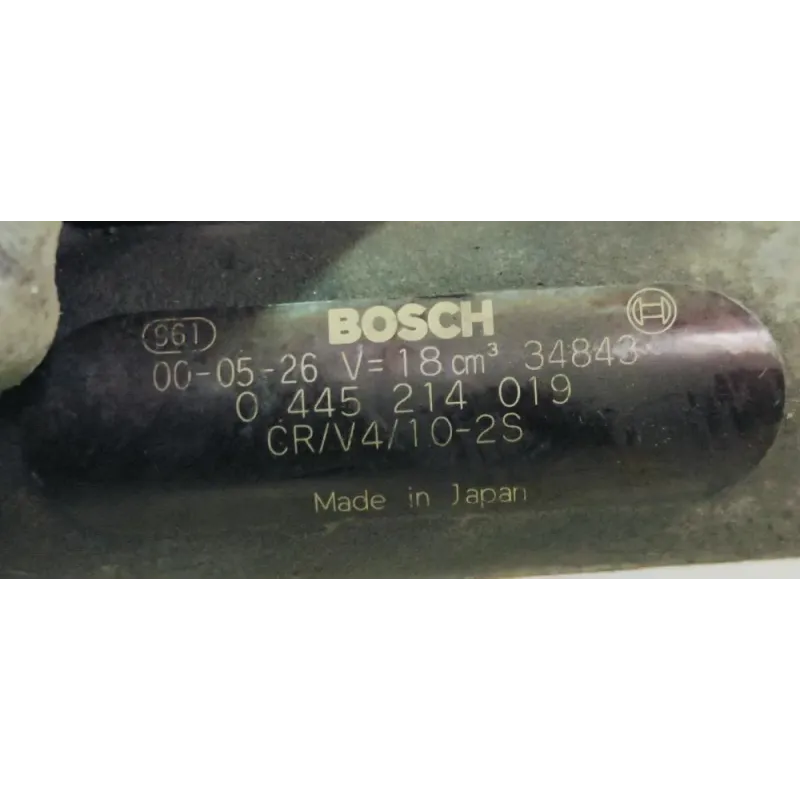 BOSCH
961
00-05-26 V=18cm³ 34843
0 445 214 019
CR/V4/10-2S
Made in Japan